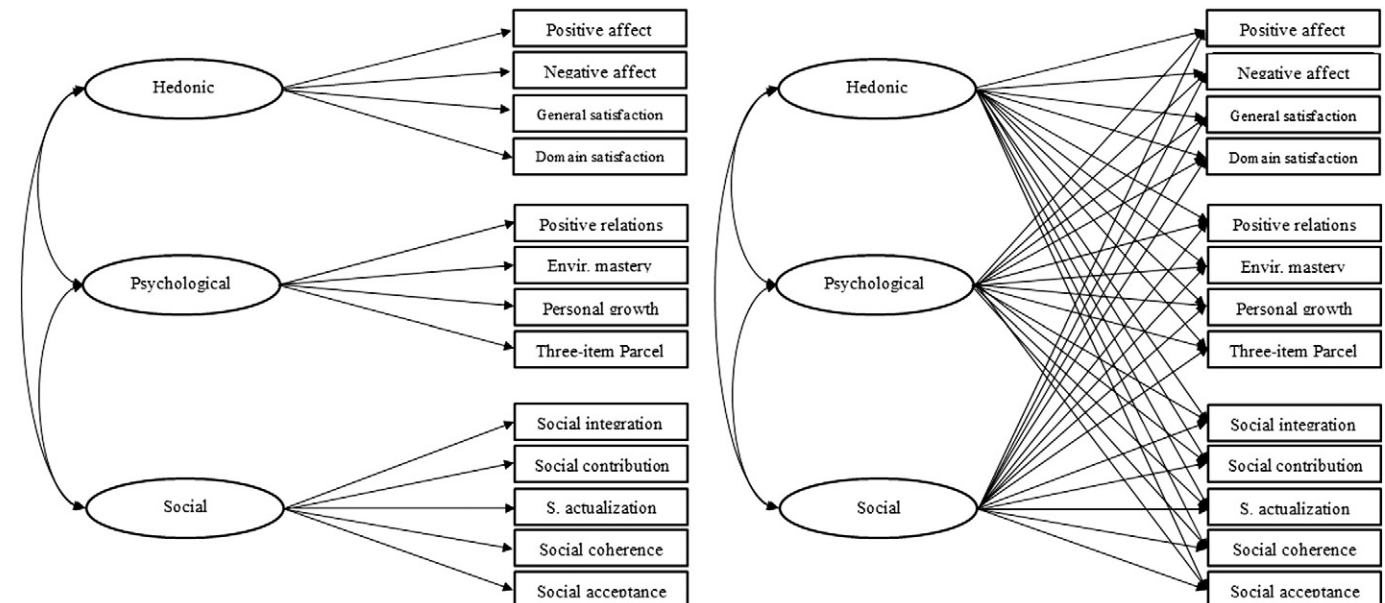 Hedonic
Positive affect
Negative affect
General satisfaction
Domain satisfaction
Psychological
Positive relations
Envir. mastery
Personal growth
Three-item Parcel
Social
Social integration
Social contribution
S. actualization
Social coherence
Social acceptance
Hedonic
Positive affect
Negative affect
General satisfaction
Domain satisfaction
Psychological
Positive relations
Envir. mastery
Personal growth
Three-item Parcel
Social
Social integration
Social contribution
S. actualization
Social coherence
Social acceptance